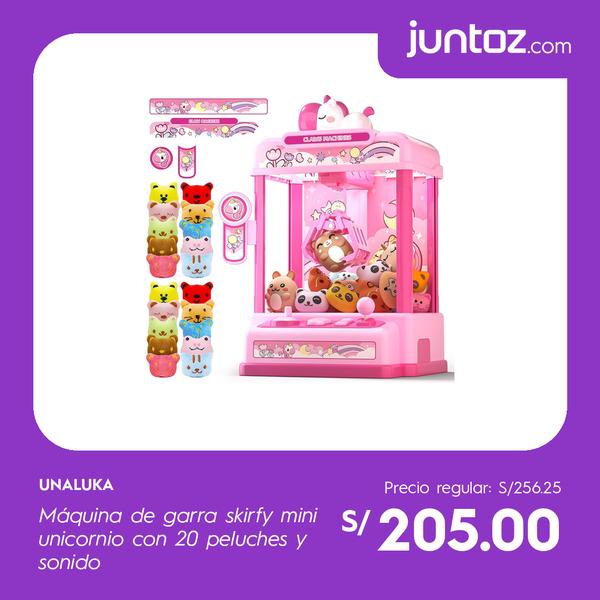 juntoz.com
CLAWS MACHINES
UNALUKA
Máquina de garra skirfy mini
unicornio con 20 peluches y
sonido
Precio regular: S/256.25
S/ 205.00